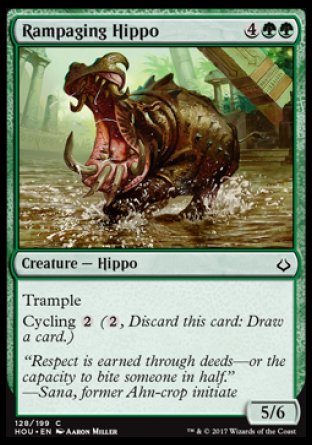 Rampaging Hippo 4
Creature — Hippo
Trample
Cycling 2 (2, Discard this card: Draw
a card.)
“Respect is earned through deeds—or the
capacity to bite someone in half.”
—Sana, former Ahn-crop initiate
5/6
128/199 C
HOU • EN Aaron Miller
™ & © 2017 Wizards of the Coast